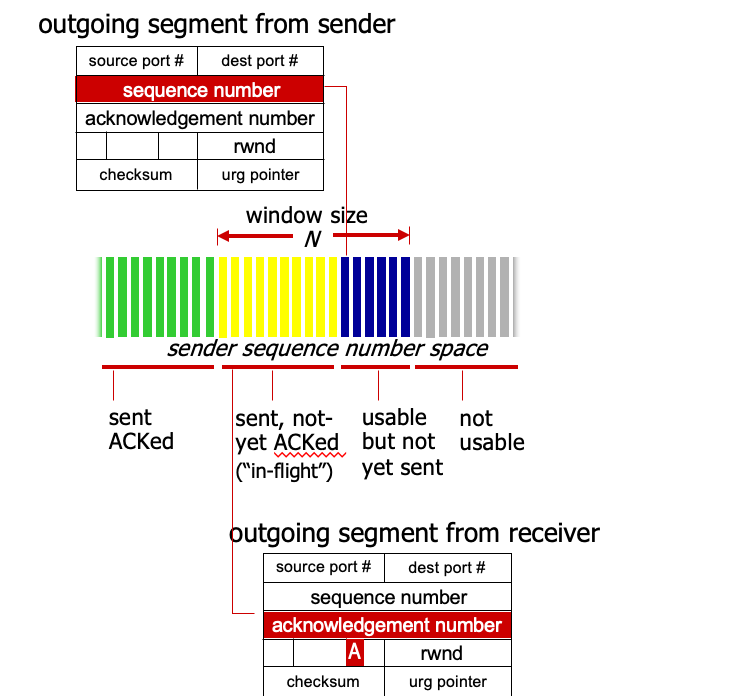 outgoing segment from sender
source port # dest port #
sequence number
acknowledgement number
rwnd
checksum urg pointer
window size
N
sender sequence number space
sent
ACKed
sent, not-
yet ACKed
(“in-flight”)
usable
but not
yet sent
not
usable
outgoing segment from receiver
source port # dest port #
sequence number
acknowledgement number
A rwnd
checksum urg pointer